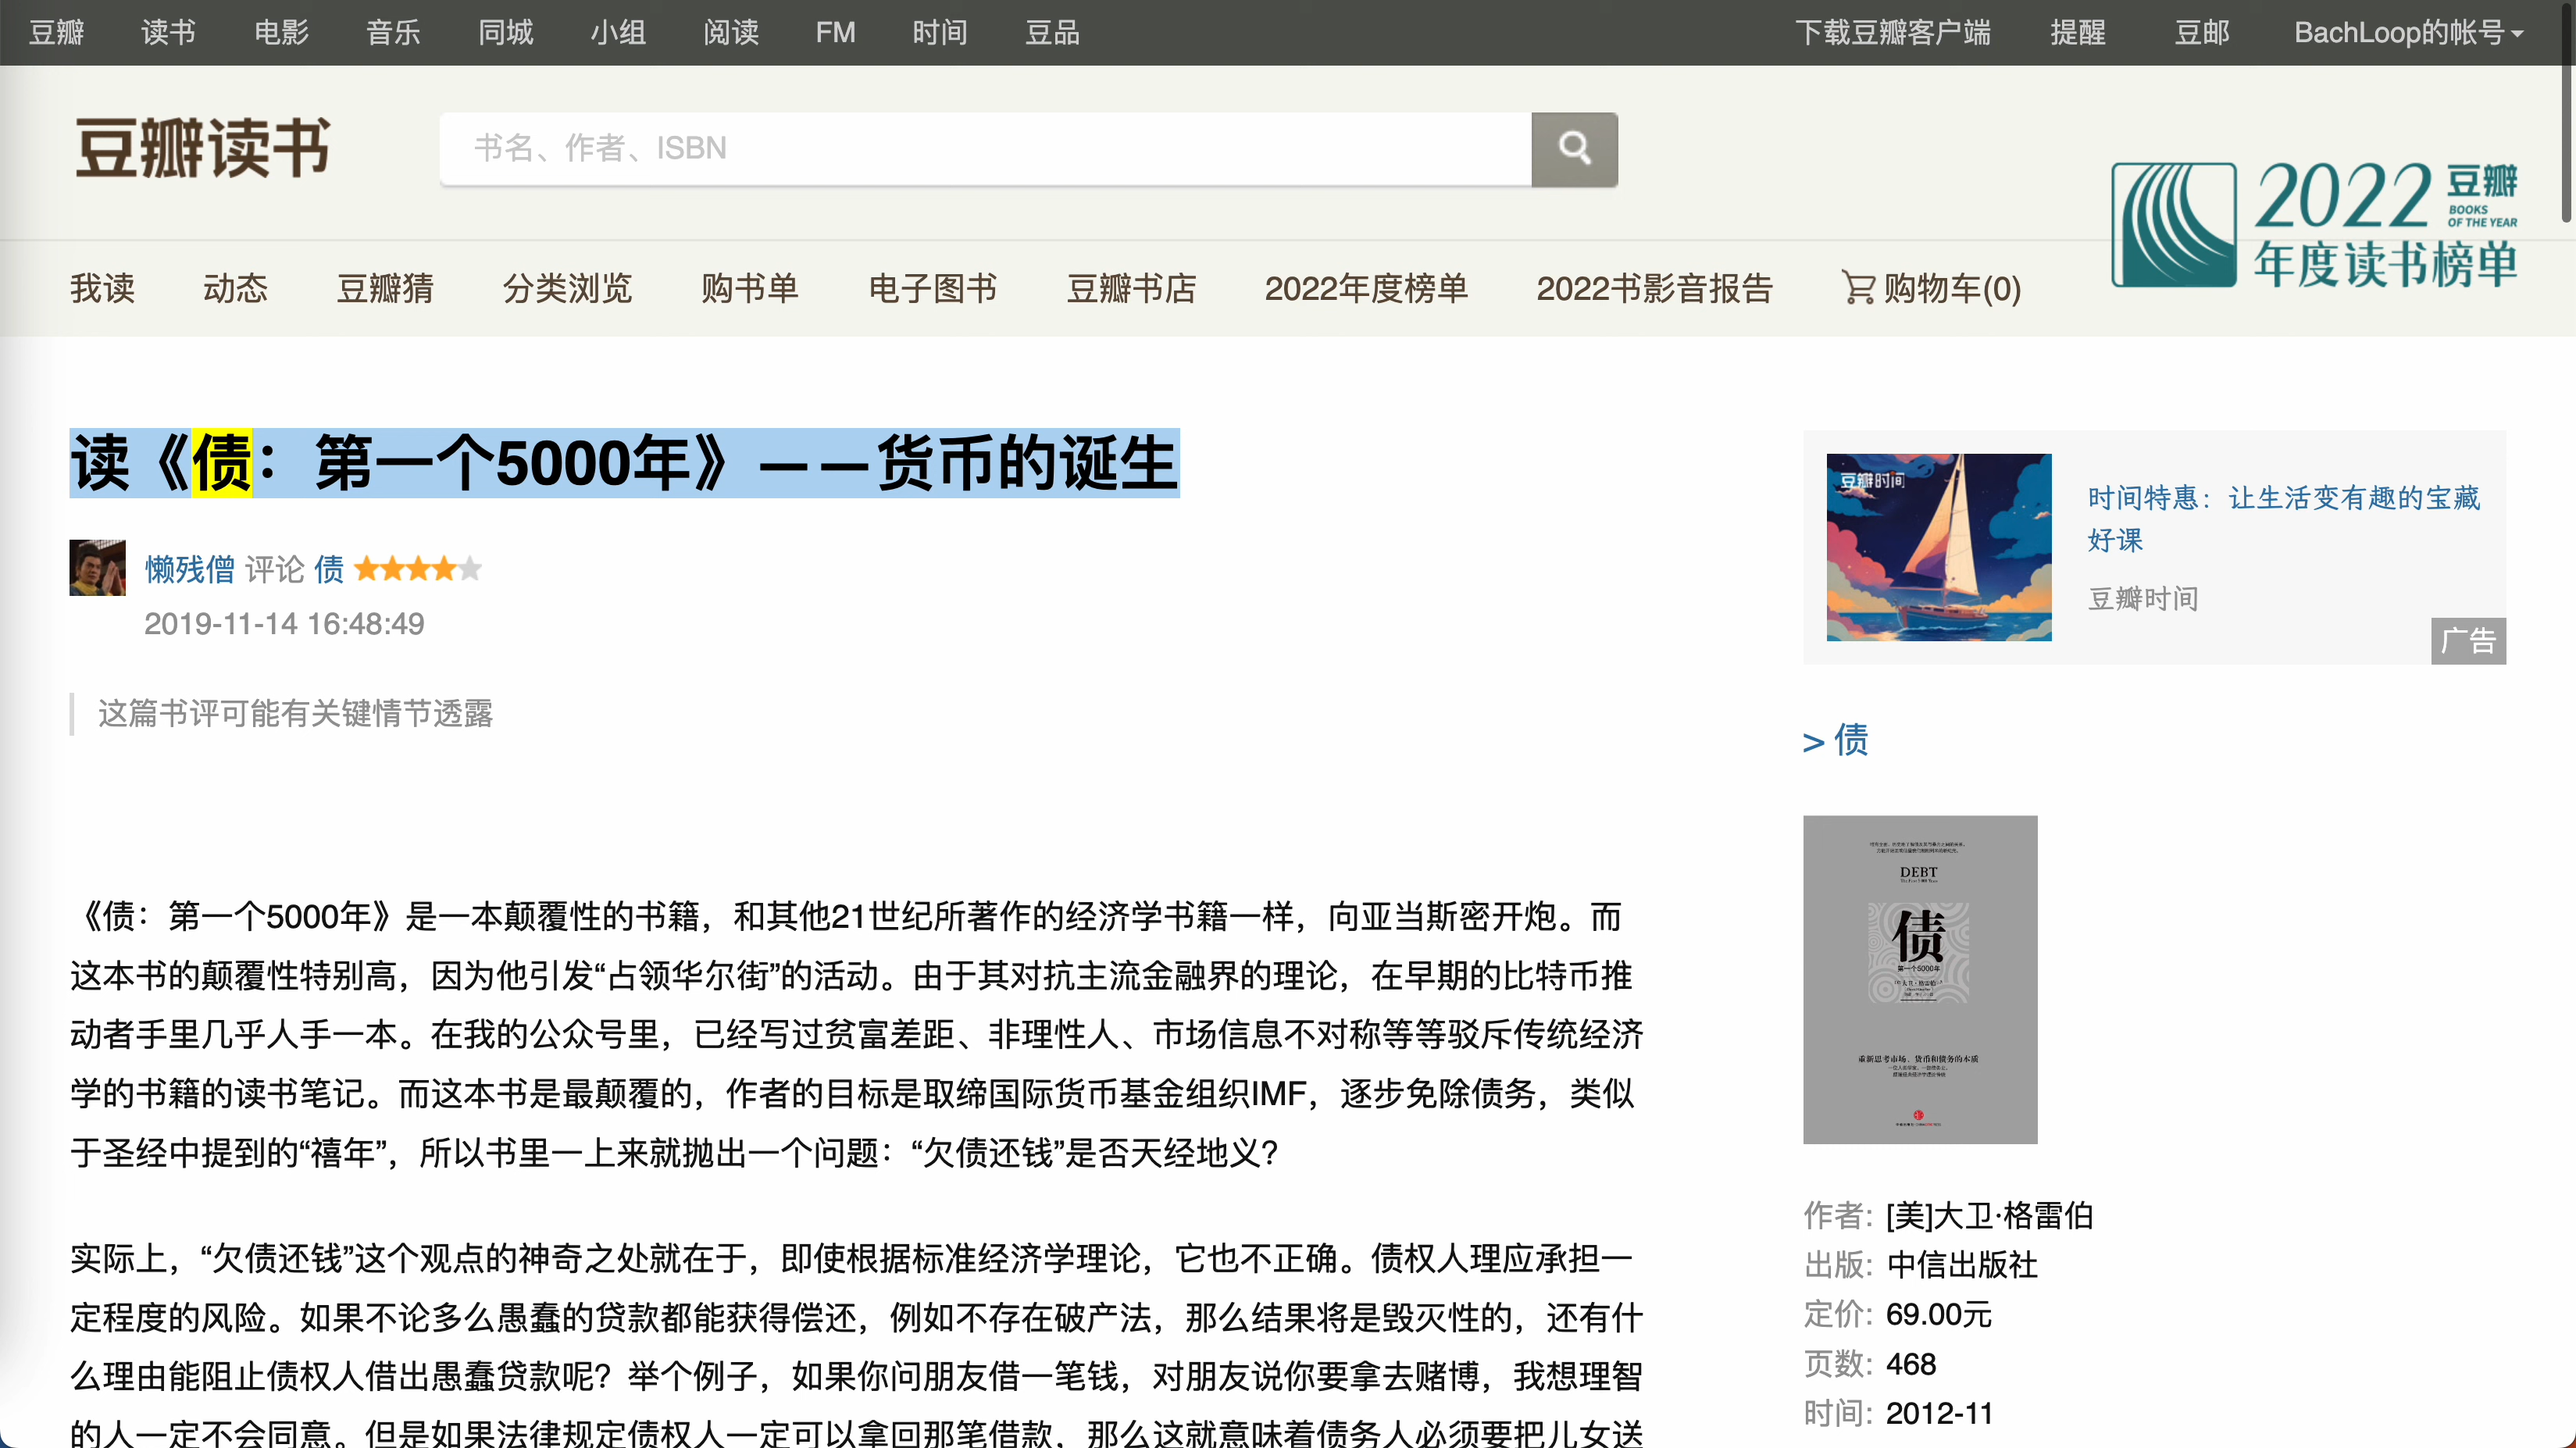 豆瓣 读书 电影 音乐 同城 小组 阅读 FM 时间 豆品 下载豆瓣客户端 提醒 豆邮 BachLoop的帐号
豆瓣读书
书名、作者、ISBN
2022 豆瓣
BOOKS
OF THE YEAR
年度读书榜单
我读 动态 豆瓣猜 分类浏览 购书单 电子图书 豆瓣书店 2022年度榜单 2022书影音报告 购物车(0)
读《债：第一个5000年》——货币的诞生
懒残僧 评论 债
2019-11-14 16:48:49
这篇书评可能有关键情节透露
《债：第一个5000年》是一本颠覆性的书籍，和其他21世纪所著作的经济学书籍一样，向亚当斯密开炮。而
这本书的颠覆性特别高，因为他引发“占领华尔街”的活动。由于其对抗主流金融界的理论，在早期的比特币推
动者手里几乎人手一本。在我的公众号里，已经写过贫富差距、非理性人、市场信息不对称等等驳斥传统经济
学的书籍的读书笔记。而这本书是最颠覆的，作者的目标是取缔国际货币基金组织IMF，逐步免除债务，类似
于圣经中提到的“禧年”，所以书里一上来就抛出一个问题：“欠债还钱”是否天经地义？
实际上，“欠债还钱”这个观点的神奇之处就在于，即使根据标准经济学理论，它也不正确。债权人理应承担一
定程度的风险。如果不论多么愚蠢的贷款都能获得偿还，例如不存在破产法，那么结果将是毁灭性的，还有什
么理由能阻止债权人借出愚蠢贷款呢？举个例子，如果你问朋友借一笔钱，对朋友说你要拿去赌博，我想理智
的人一定不会同意。但是如果法律规定债权人一定可以拿回那笔借款，那么这就意味着债务人必须要把儿女送
豆瓣时间
时间特惠：让生活变有趣的宝藏
好课
豆瓣时间
广告
> 债
DEBT
债
第一个5000年
重新思考市场、货币和债务的本质
作者: [美]大卫·格雷伯
出版: 中信出版社
定价: 69.00元
页数: 468
时间: 2012-11